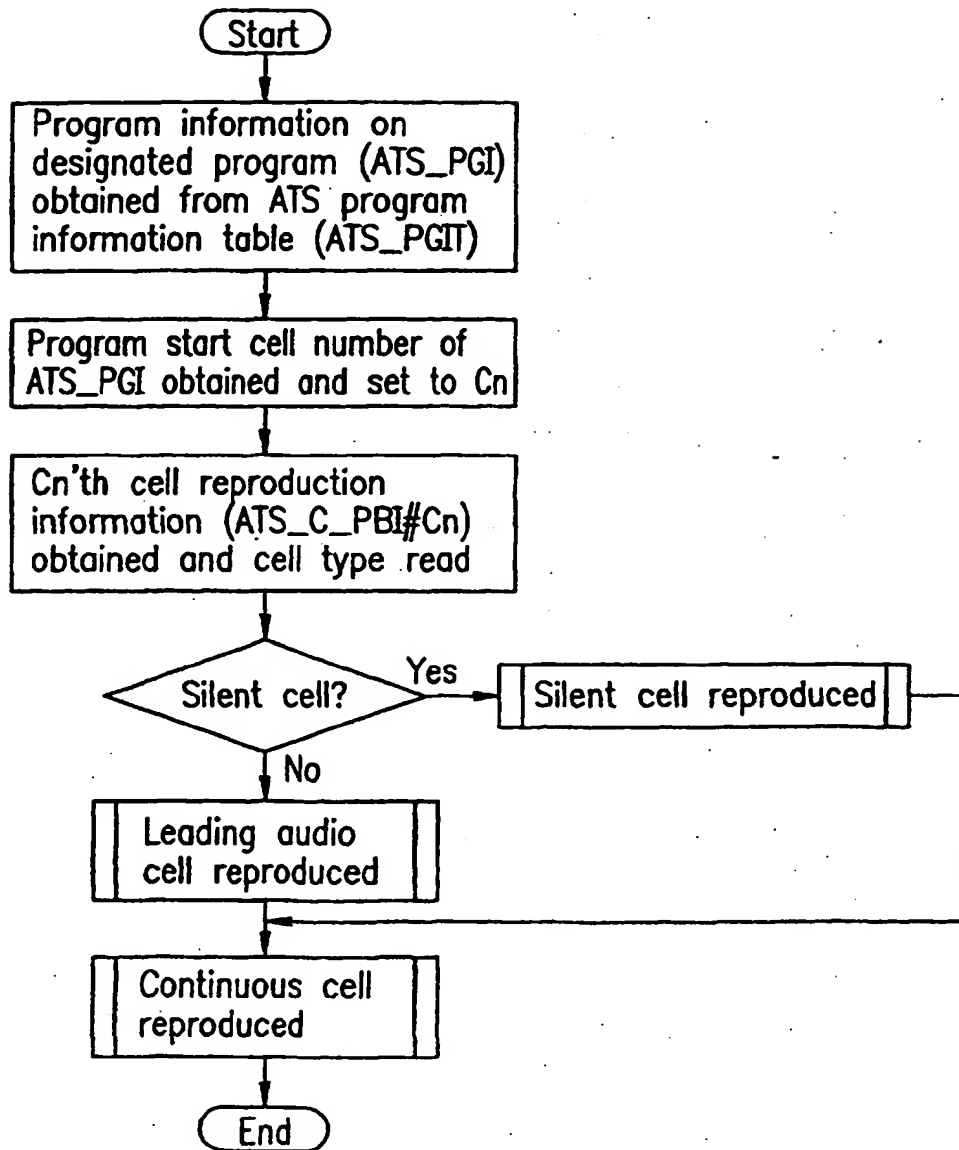 Start
Program information on
designated program (ATS_PGI)
obtained from ATS program
information table (ATS_PGIT)
Program start cell number of
ATS_PGI obtained and set to Cn
Cn'th cell reproduction
information (ATS_C_PBI#Cn)
obtained and cell type read
Silent cell?
Yes
Silent cell reproduced
No
Leading audio
cell reproduced
Continuous cell
reproduced
End